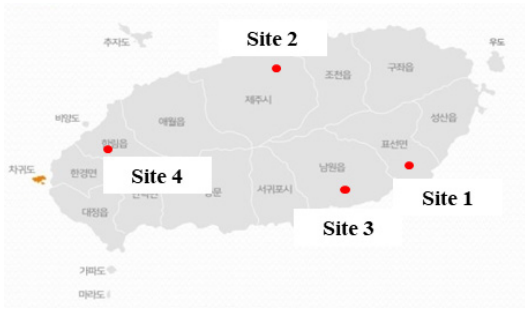 추자도
Site 2
우도
구좌읍
조천읍
제주시
성산읍
애월읍
비양도
한림읍
표선면
차귀도
한경면
Site 4
남원읍
서귀포시
Site 1
대정읍
Site 3
가파도
마라도